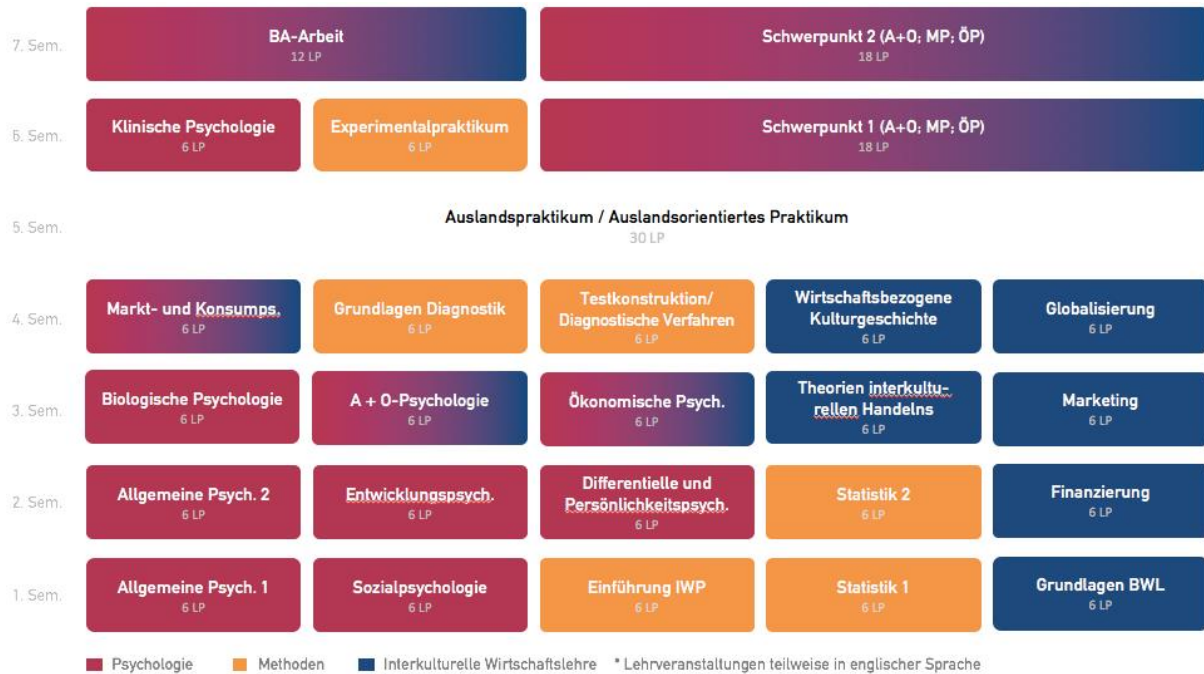 7. Sem.
BA-Arbeit
12 LP
Schwerpunkt 2 (A+O; MP; ÖP)
18 LP
6. Sem.
Klinische Psychologie
6 LP
Experimentalpraktikum
6 LP
Schwerpunkt 1 (A+O; MP; ÖP)
18 LP
5. Sem.
Auslandspraktikum / Auslandsorientiertes Praktikum
30 LP
4. Sem.
Markt- und Konsumps.
6 LP
Grundlagen Diagnostik
6 LP
Testkonstruktion/
Diagnostische Verfahren
6 LP
Wirtschaftsbezogene
Kulturgeschichte
6 LP
Globalisierung
6 LP
3. Sem.
Biologische Psychologie
6 LP
A + O-Psychologie
6 LP
Ökonomische Psych.
6 LP
Theorien interkultu-
rellen Handelns
6 LP
Marketing
6 LP
2. Sem.
Allgemeine Psych. 2
6 LP
Entwicklungspsych.
6 LP
Differentielle und
Persönlichkeitspsych.
6 LP
Statistik 2
6 LP
Finanzierung
6 LP
1. Sem.
Allgemeine Psych. 1
6 LP
Sozialpsychologie
6 LP
Einführung IWP
6 LP
Statistik 1
6 LP
Grundlagen BWL
6 LP
Psychologie
Methoden
Interkulturelle Wirtschaftslehre
* Lehrveranstaltungen teilweise in englischer Sprache